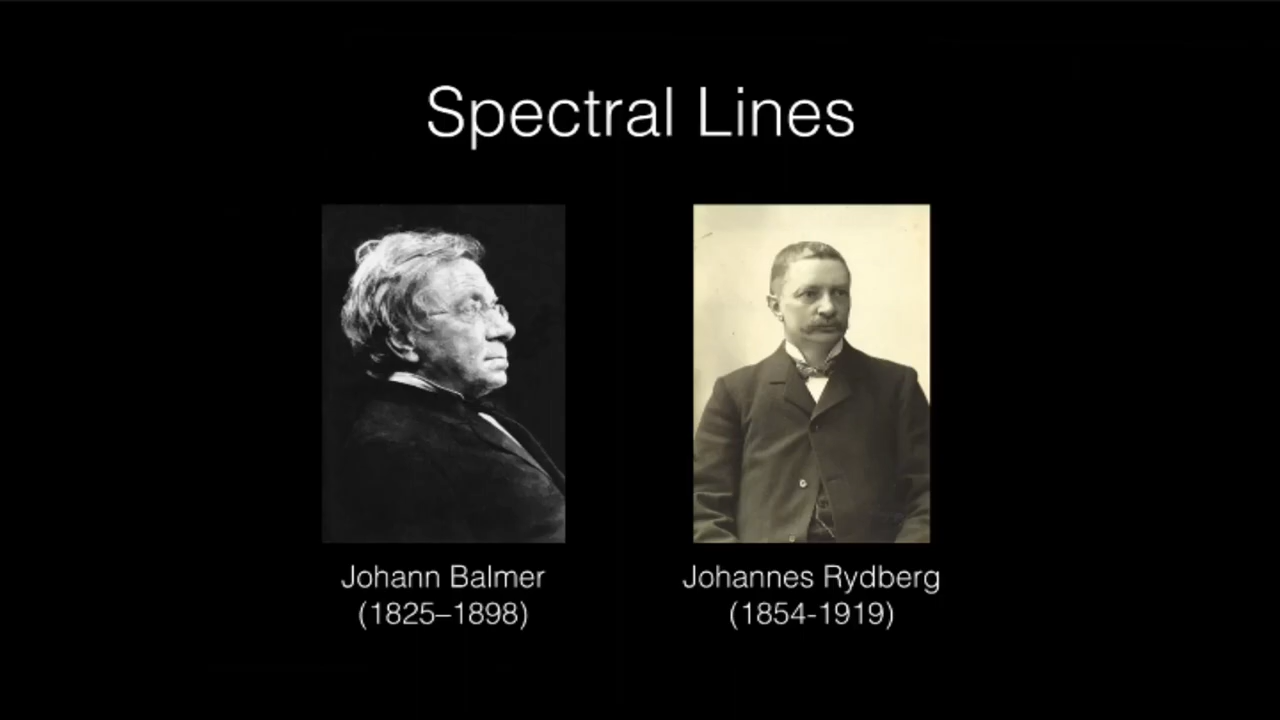 Spectral Lines
Johann Balmer
(1825–1898)
Johannes Rydberg
(1854-1919)